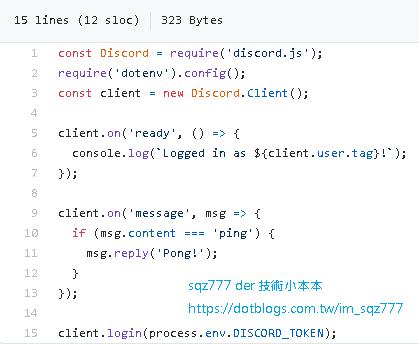 15 lines (12 sloc) 323 Bytes
1 const Discord = require('discord.js');
2 require('dotenv').config();
3 const client = new Discord.Client();
4
5 client.on('ready', () => {
6 console.log(`Logged in as ${client.user.tag}!`);
7 });
8
9 client.on('message', msg => {
10 if (msg.content === 'ping') {
11 msg.reply('Pong!');
12 }
13 });
sqz777 der 技術小本本
https://dotblogs.com.tw/im_sqz777
14
15 client.login(process.env.DISCORD_TOKEN);